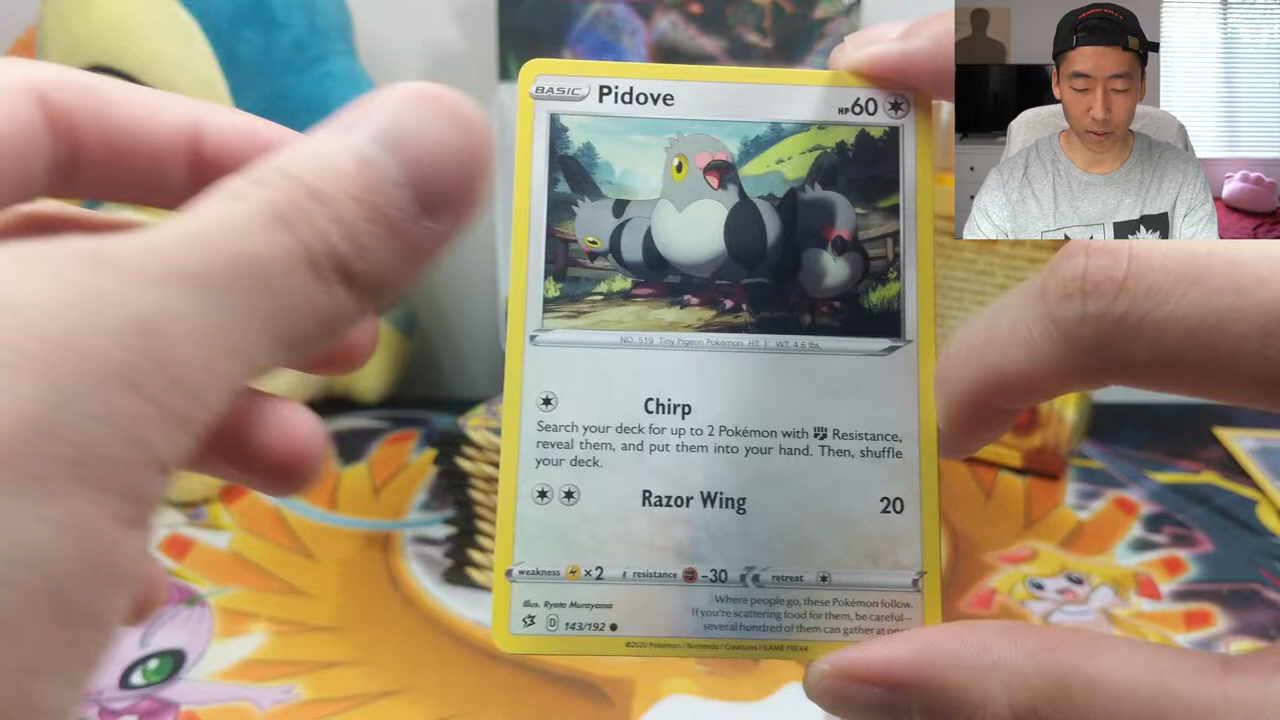 BASIC Pidove HP60
NO. 519 Tiny Pigeon Pokémon HT: 1' WT: 4.6 lbs.
Chirp
Search your deck for up to 2 Pokémon with Resistance,
reveal them, and put them into your hand. Then, shuffle
your deck.
Razor Wing 20
weakness ×2 resistance -30 retreat
Illus. Ryota Murayama
Where people go, these Pokémon follow.
If you're scattering food for them, be careful—
several hundred of them can gather at
D 143/192
©2020 Pokémon / Nintendo / Creatures / GAME FREAK